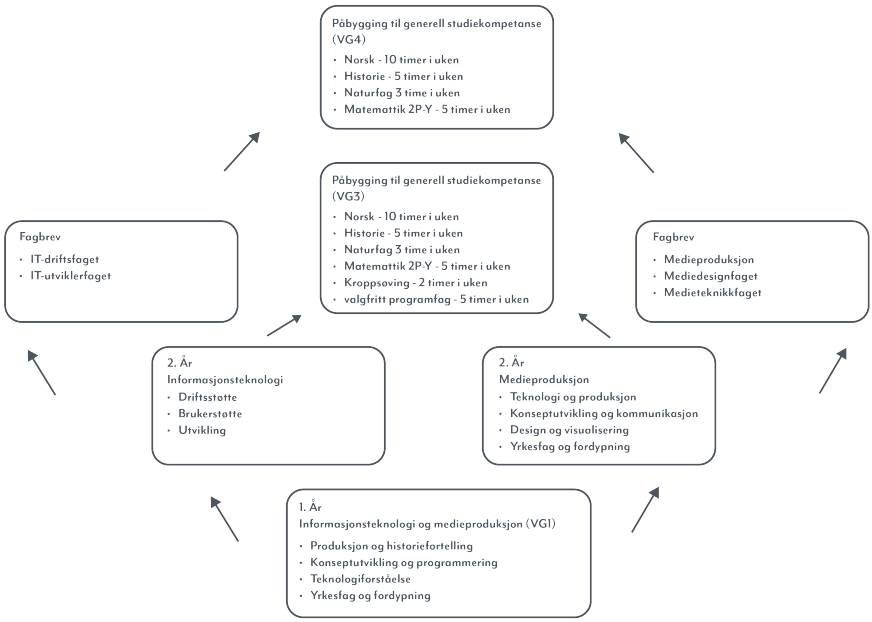 Påbygging til generell studiekompetanse
(VG4)
• Norsk - 10 timer i uken
• Historie - 5 timer i uken
• Naturfag 3 time i uken
• Matemattik 2P-Y - 5 timer i uken
Påbygging til generell studiekompetanse
(VG3)
• Norsk - 10 timer i uken
• Historie - 5 timer i uken
• Naturfag 3 time i uken
• Matemattik 2P-Y - 5 timer i uken
• Kroppsøving - 2 timer i uken
• valgfritt programfag - 5 timer i uken
Fagbrev
• IT-driftsfaget
• IT-utviklerfaget
Fagbrev
• Medieproduksjon
• Mediedesignfaget
• Medieteknikkfaget
2. År
Informasjonsteknologi
• Driftsstøtte
• Brukerstøtte
• Utvikling
2. År
Medieproduksjon
• Teknologi og produksjon
• Konseptutvikling og kommunikasjon
• Design og visualisering
• Yrkesfag og fordypning
1. År
Informasjonsteknologi og medieproduksjon (VG1)
• Produksjon og historiefortelling
• Konseptutvikling og programmering
• Teknologiforståelse
• Yrkesfag og fordypning